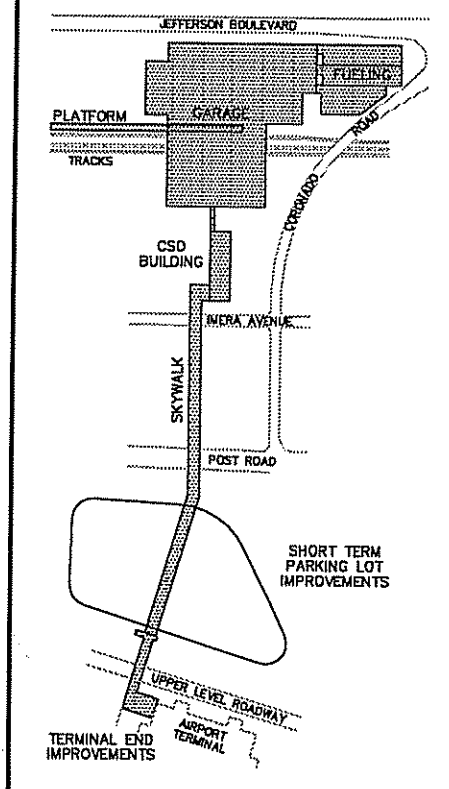 JEFFERSON BOULEVARD
FUELING
GARAGE
PLATFORM
TRACKS
CORONADO ROAD
CSD
BUILDING
IMERA AVENUE
SKYWALK
POST ROAD
SHORT TERM
PARKING LOT
IMPROVEMENTS
UPPER LEVEL ROADWAY
AIRPORT
TERMINAL
TERMINAL END
IMPROVEMENTS